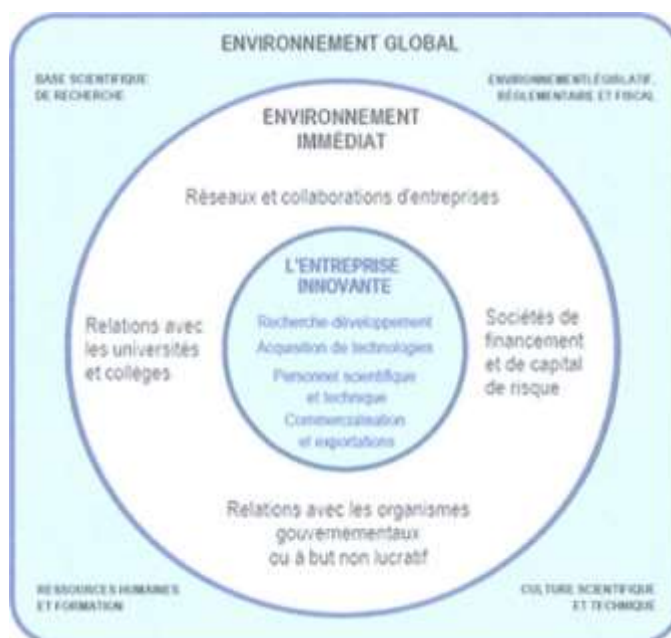 ENVIRONNEMENT GLOBAL
BASE SCIENTIFIQUE
DE RECHERCHE
ENVIRONNEMENT LÉGISLATIF,
RÉGLEMENTAIRE ET FISCAL
ENVIRONNEMENT
IMMÉDIAT
Réseaux et collaborations d'entreprises
L'ENTREPRISE
INNOVANTE
Recherche-développement
Acquisition de technologies
Personnel scientifique
et technique
Commercialisation
et exportations
Relations avec
les universités
et collèges
Sociétés de
financement
et de capital
de risque
Relations avec les organismes
gouvernementaux
ou à but non lucratif
RESSOURCES HUMAINES
ET FORMATION
CULTURE SCIENTIFIQUE
ET TECHNIQUE